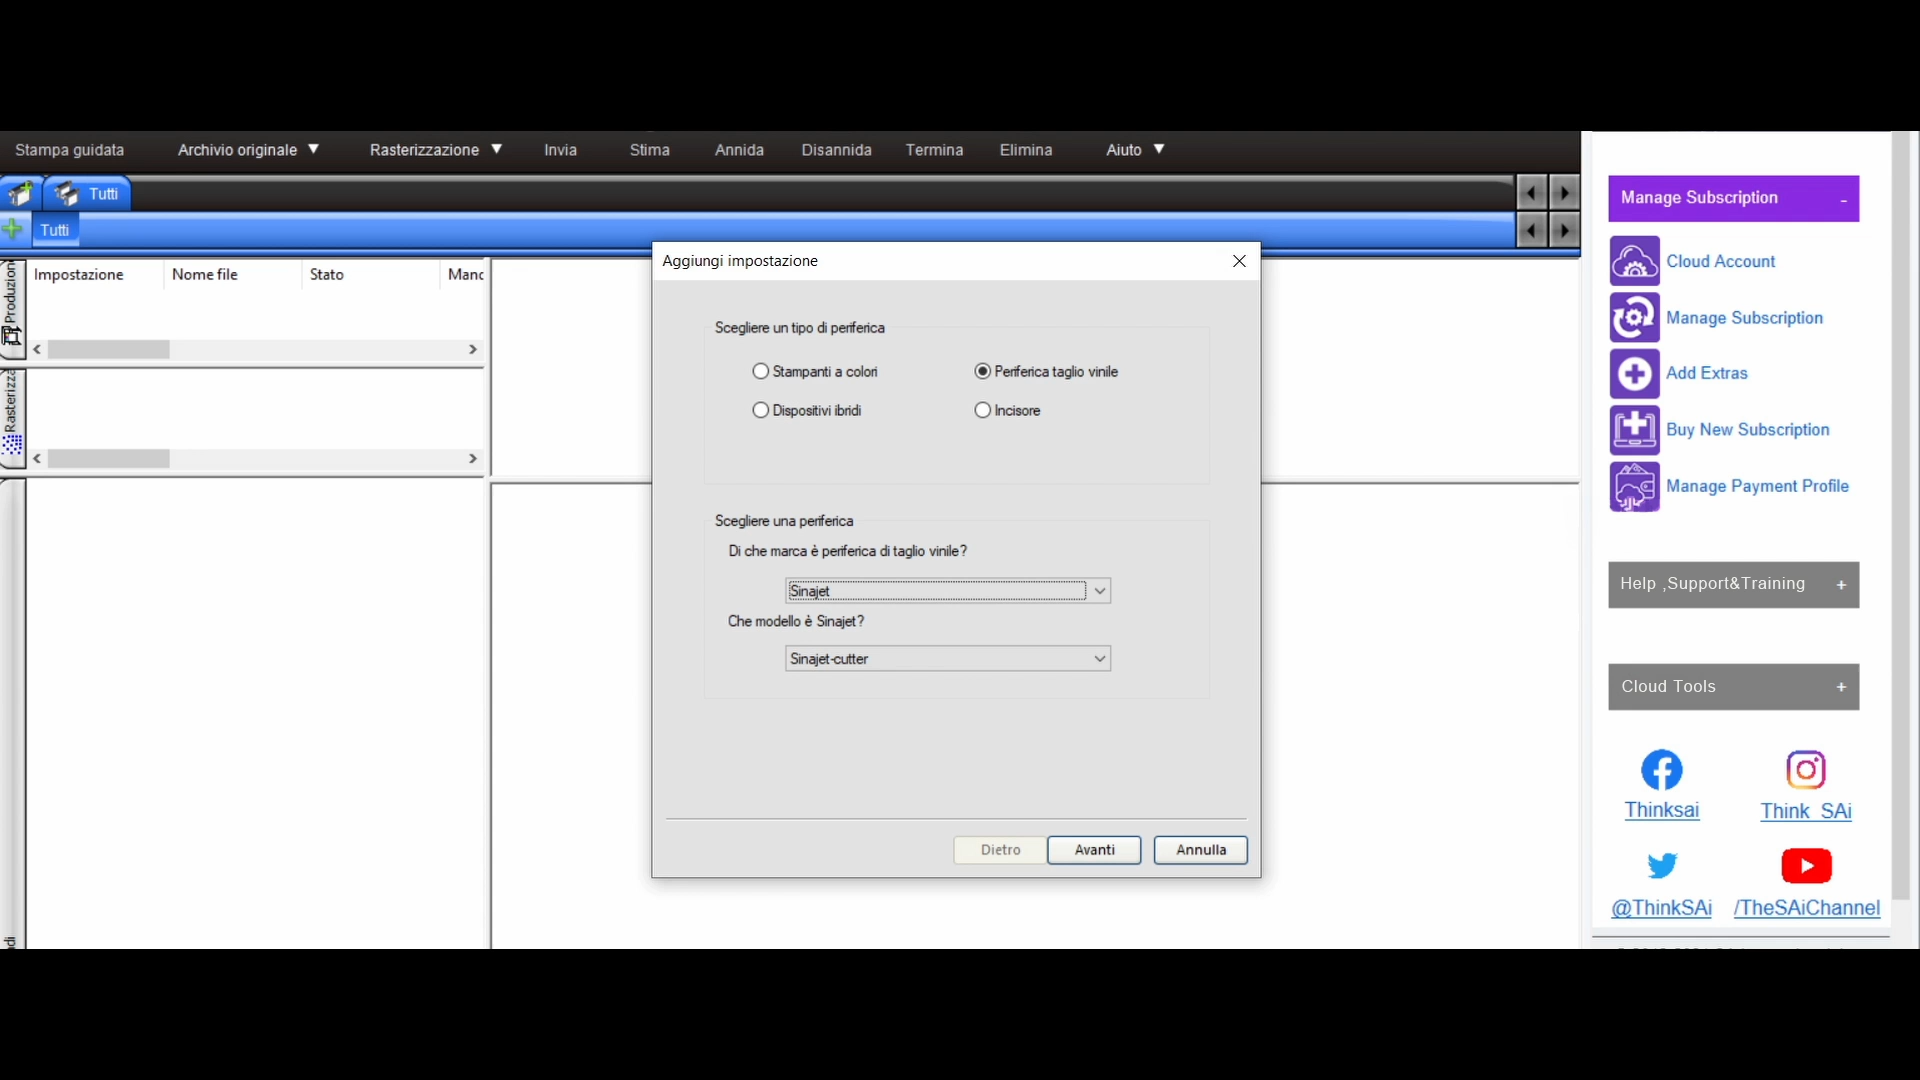 Stampa guidata Archivio originale ▼ Rasterizzazione ▼ Invia Stima Annida Disannida Termina Elimina Aiuto ▼
Tutti
Tutti
Impostazione Nome file Stato Manc
Produzioni
Rasterizza
di
Aggiungi impostazione
Scegliere un tipo di periferica
Stampanti a colori Periferica taglio vinile
Dispositivi ibridi Incisore
Scegliere una periferica
Di che marca è periferica di taglio vinile?
Sinajet
Che modello è Sinajet?
Sinajet-cutter
Dietro Avanti Annulla
Manage Subscription -
Cloud Account
Manage Subscription
Add Extras
Buy New Subscription
Manage Payment Profile
Help ,Support&Training +
Cloud Tools +
Thinksai Think_SAi
@ThinkSAi /TheSAiChannel